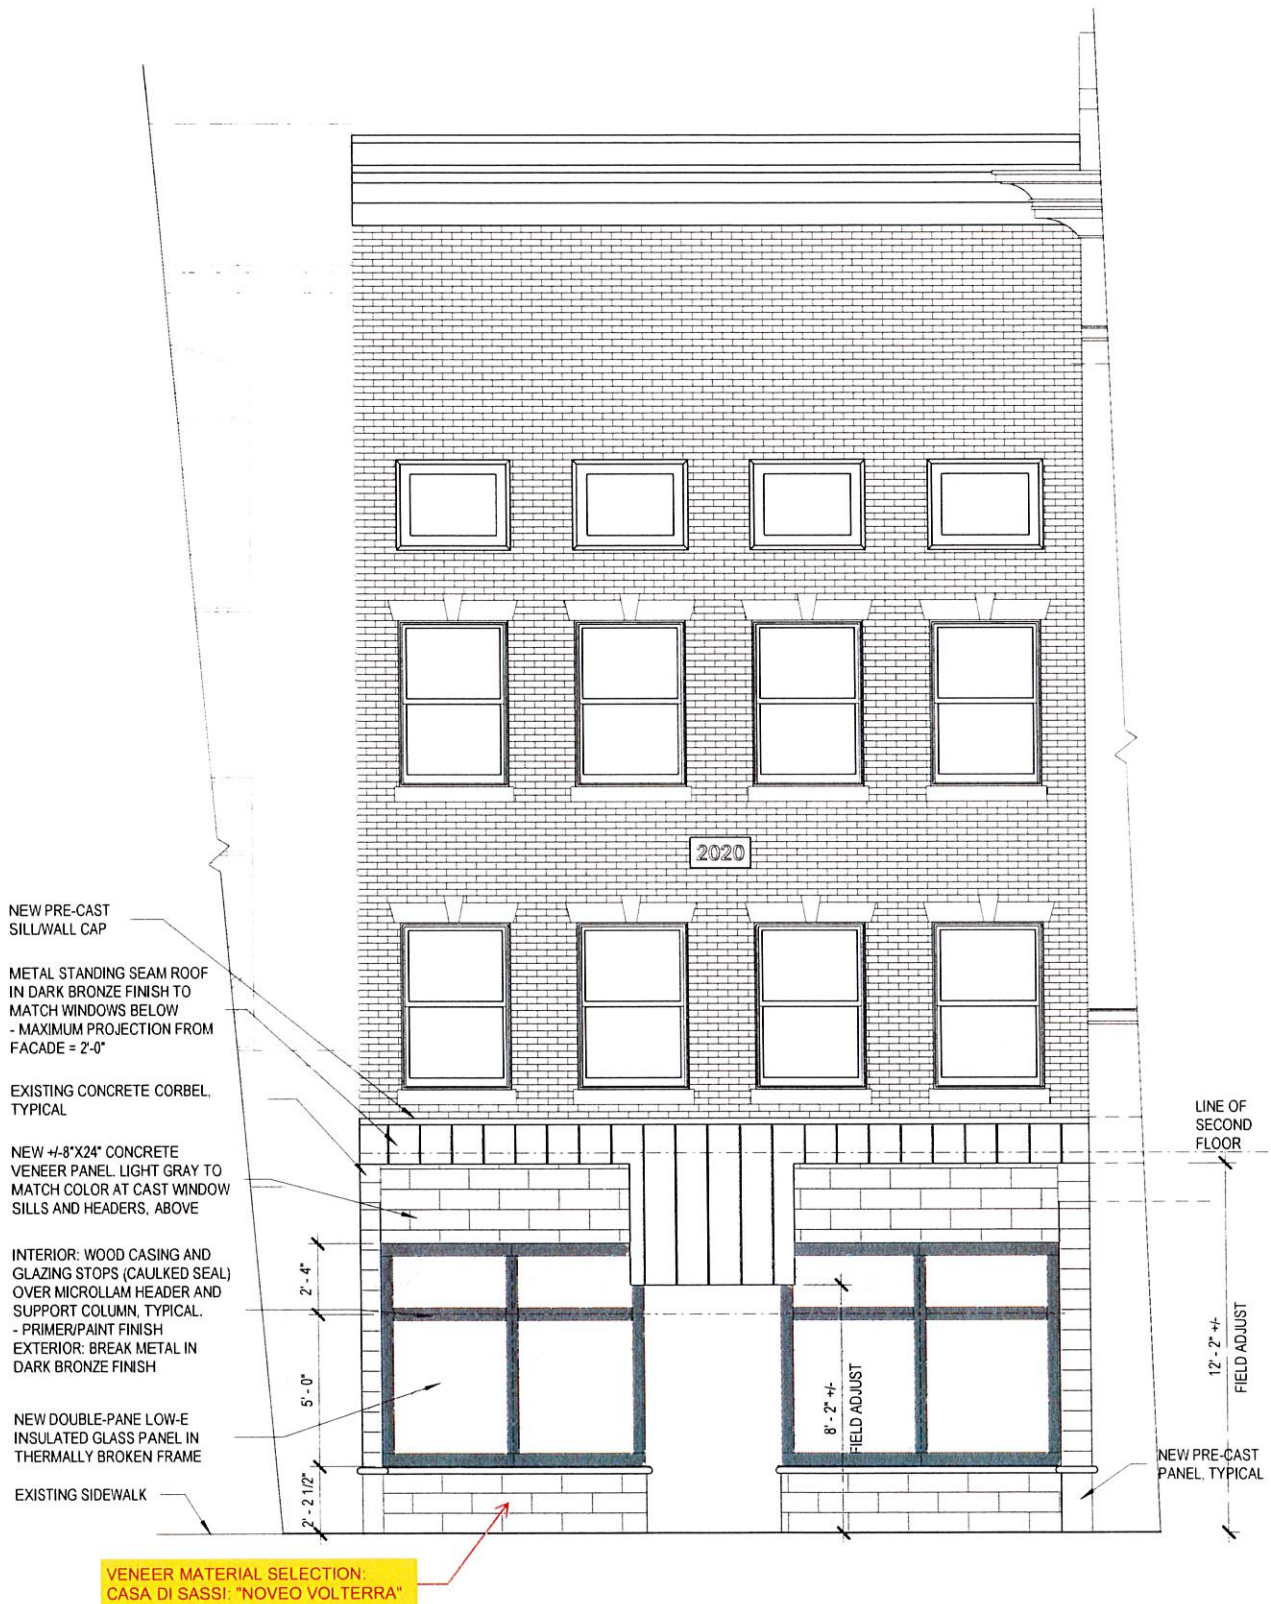 2020
NEW PRE-CAST
SILL/WALL CAP
METAL STANDING SEAM ROOF
IN DARK BRONZE FINISH TO
MATCH WINDOWS BELOW
- MAXIMUM PROJECTION FROM
FACADE = 2'-0"
EXISTING CONCRETE CORBEL,
TYPICAL
NEW +/-8"X24" CONCRETE
VENEER PANEL. LIGHT GRAY TO
MATCH COLOR AT CAST WINDOW
SILLS AND HEADERS, ABOVE
INTERIOR: WOOD CASING AND
GLAZING STOPS (CAULKED SEAL)
OVER MICROLLAM HEADER AND
SUPPORT COLUMN, TYPICAL.
- PRIMER/PAINT FINISH
EXTERIOR: BREAK METAL IN
DARK BRONZE FINISH
NEW DOUBLE-PANE LOW-E
INSULATED GLASS PANEL IN
THERMALLY BROKEN FRAME
EXISTING SIDEWALK
2' - 4"
5' - 0"
2' - 2 1/2"
8' - 2" +/-
FIELD ADJUST
LINE OF
SECOND
FLOOR
12' - 2" +/-
FIELD ADJUST
NEW PRE-CAST
PANEL, TYPICAL
VENEER MATERIAL SELECTION:
CASA DI SASSI: "NOVEO VOLTERRA"